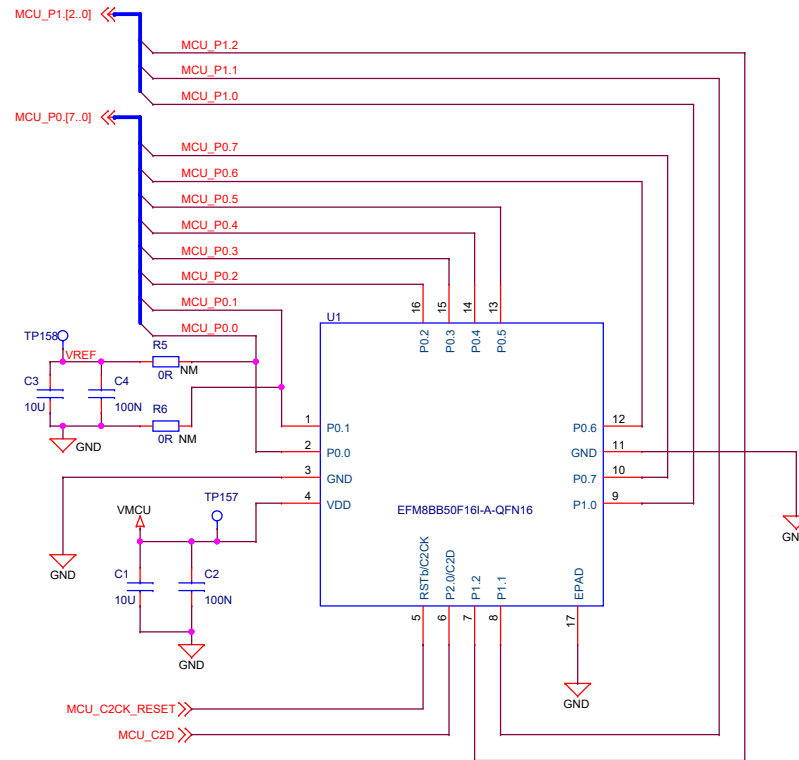 MCU_P1.[2..0]
MCU_P1.2
MCU_P1.1
MCU_P1.0
MCU_P0.[7..0]
MCU_P0.7
MCU_P0.6
MCU_P0.5
MCU_P0.4
MCU_P0.3
MCU_P0.2
MCU_P0.1
MCU_P0.0
TP158
VREF
R5
0R
NM
C3
10U
C4
100N
R6
0R
NM
GND
U1
16
15
14
13
P0.2
P0.3
P0.4
P0.5
1
P0.1
2
P0.0
3
GND
4
VDD
P0.6
12
GND
11
P0.7
10
P1.0
9
EFM8BB50F16I-A-QFN16
RSTb/C2CK
P2.0/C2D
P1.2
P1.1
EPAD
5
6
7
8
17
GND
TP157
VMCU
GND
C1
10U
C2
100N
GND
GND
MCU_C2CK_RESET
MCU_C2D